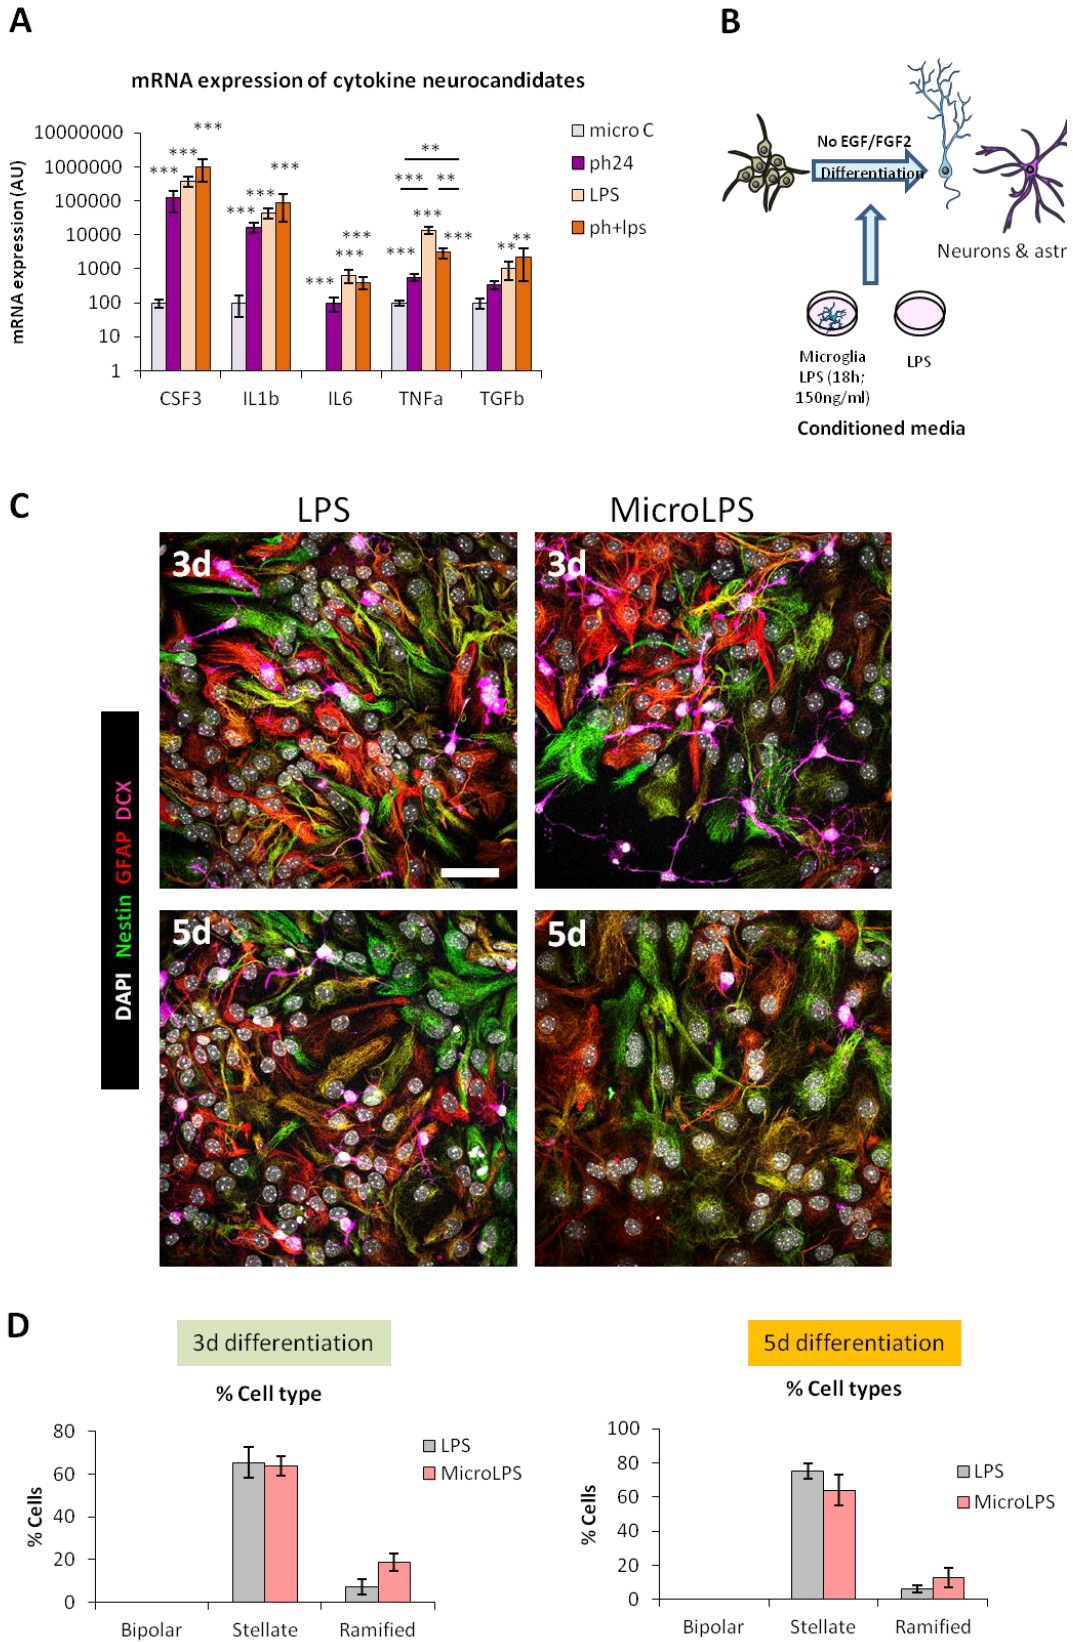 A
mRNA expression of cytokine neurocandidates
mRNA expression (AU)
10000000
1000000
100000
10000
1000
100
10
1
*** *** ***
*** *** ***
*** *** ***
*** *** ***
** *** **
** **
CSF3 IL1b IL6 TNFa TGFb
micro C
ph24
LPS
ph+lps
B
No EGF/FGF2
Differentiation
Neurons & astr
Microglia
LPS (18h;
150ng/ml)
LPS
Conditioned media
C
LPS MicroLPS
3d 3d
5d 5d
DAPI Nestin GFAP DCX
D
3d differentiation
% Cell type
% Cells
80
60
40
20
0
Bipolar Stellate Ramified
LPS
MicroLPS
5d differentiation
% Cell types
% Cells
100
80
60
40
20
0
Bipolar Stellate Ramified
LPS
MicroLPS